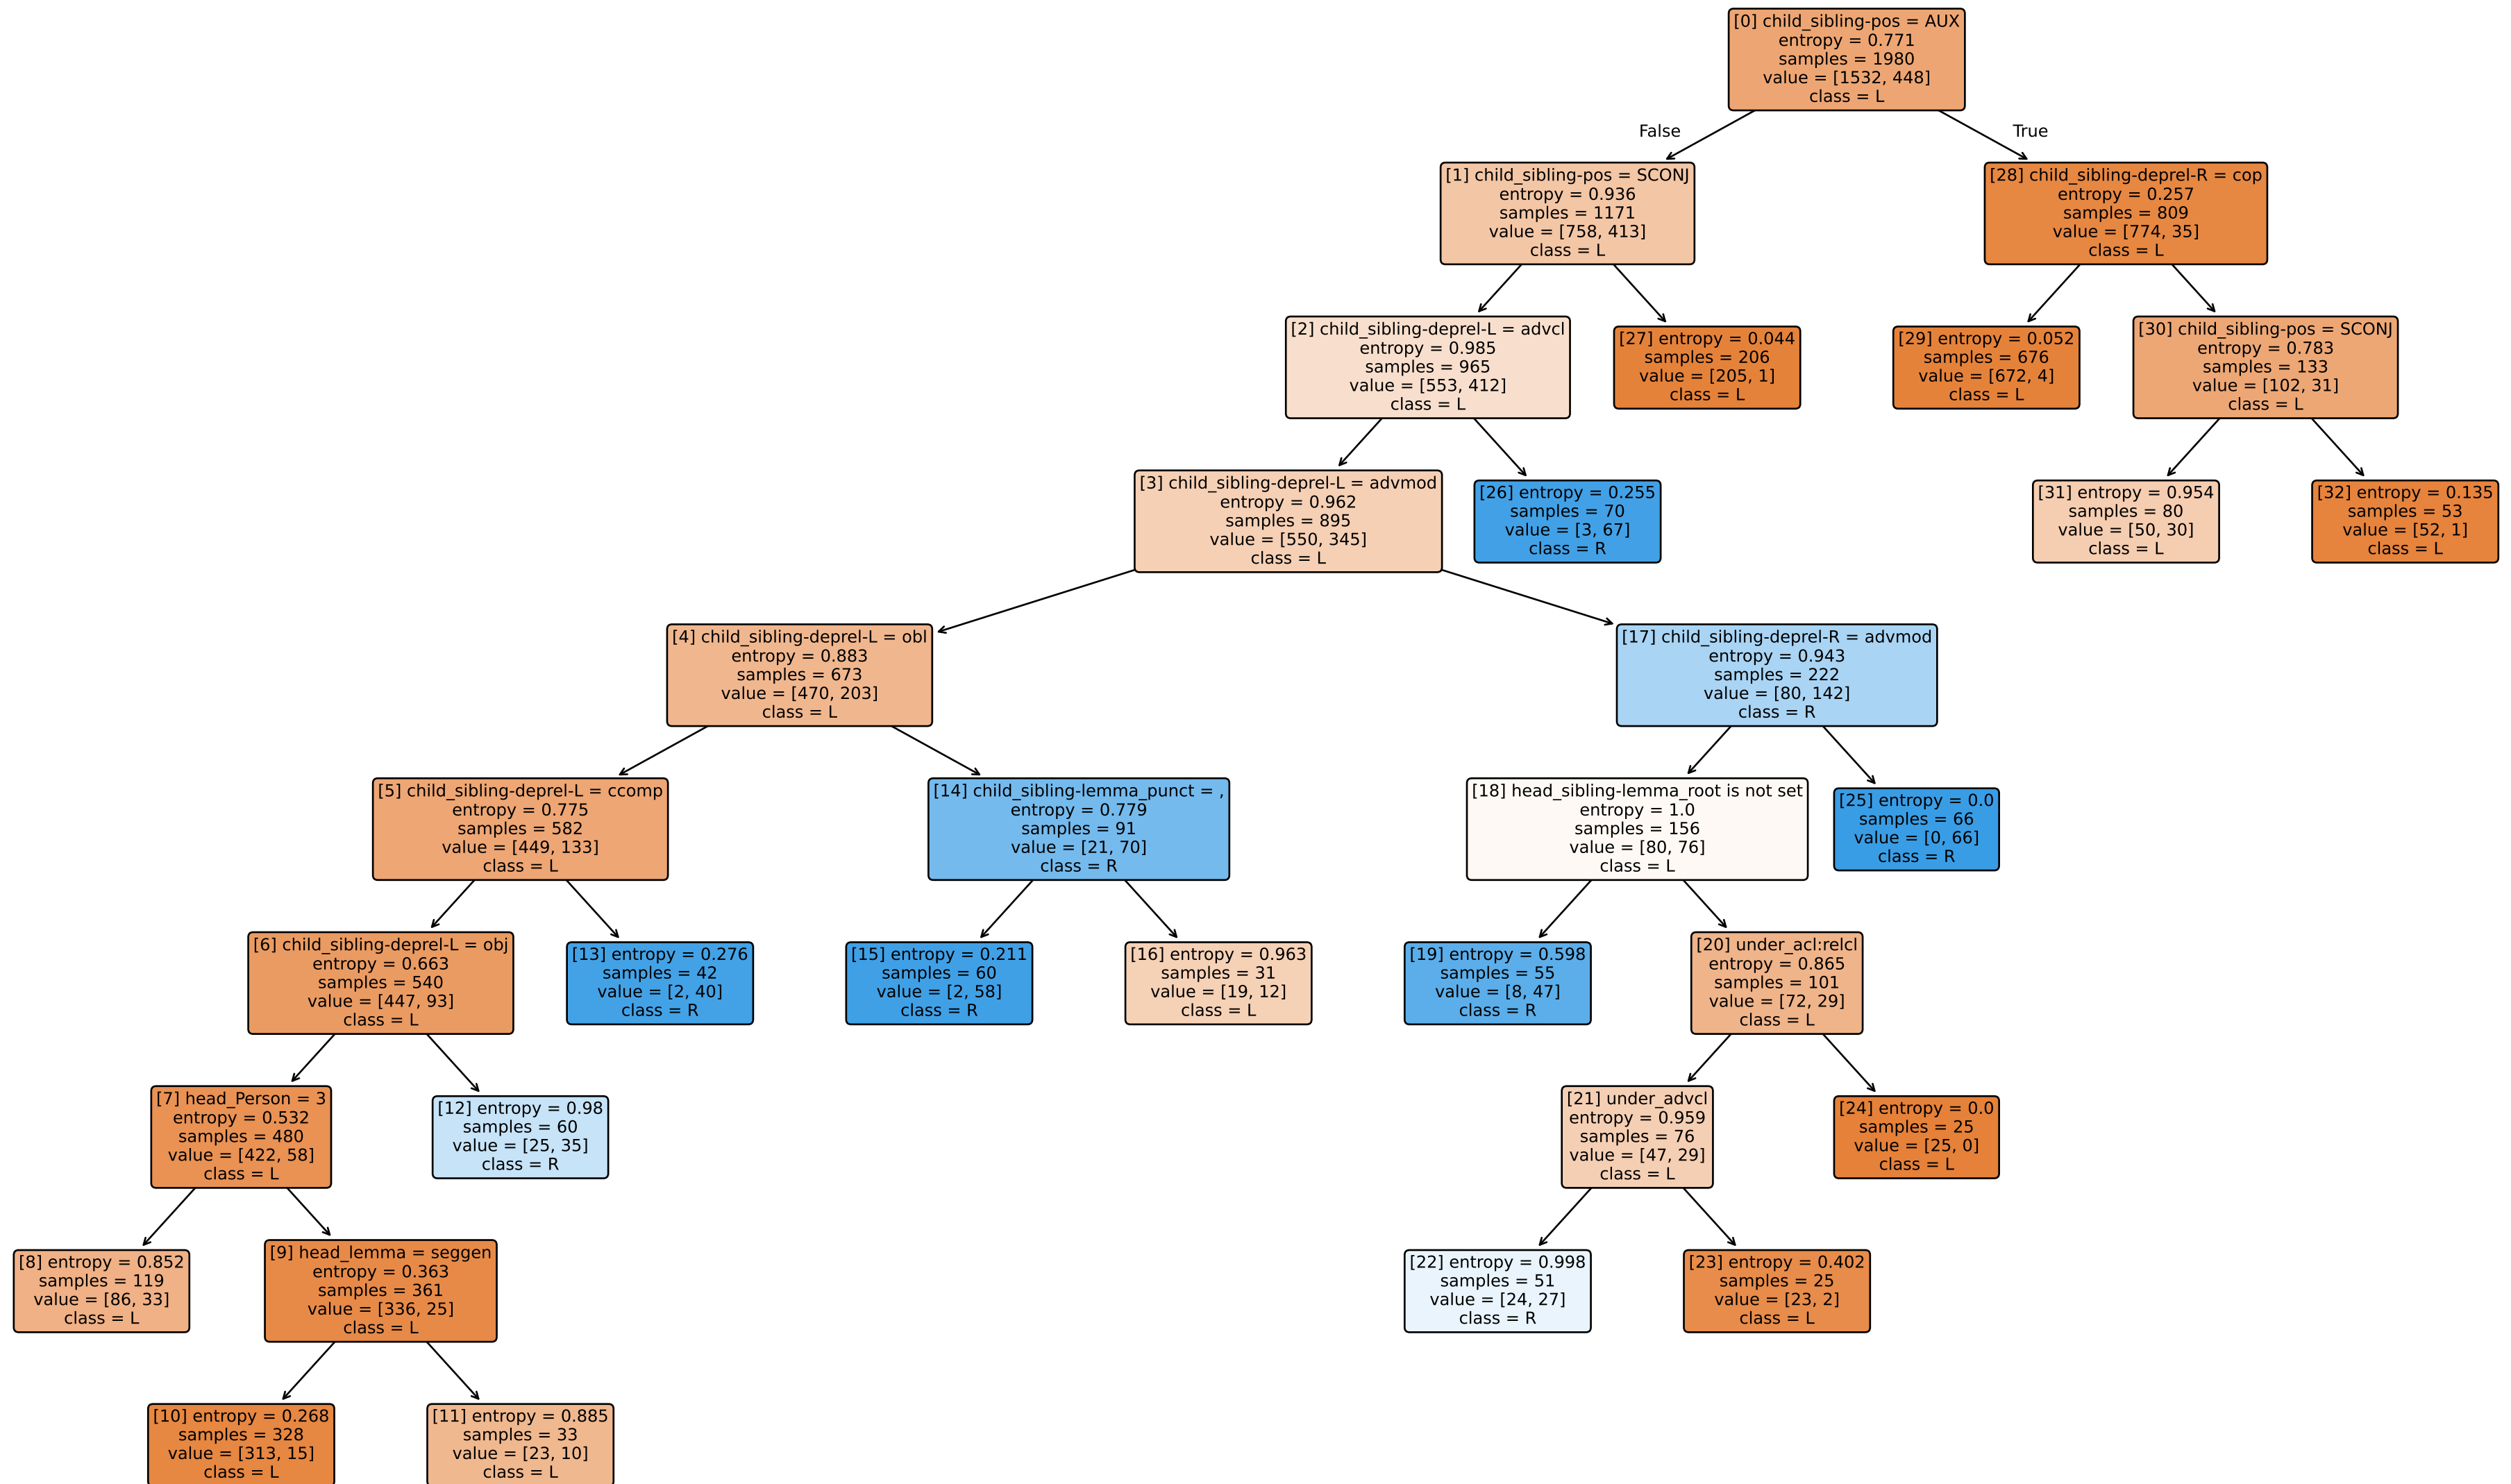 [0] child_sibling-pos = AUX
entropy = 0.771
samples = 1980
value = [1532, 448]
class = L
False
True
[1] child_sibling-pos = SCONJ
entropy = 0.936
samples = 1171
value = [758, 413]
class = L
[28] child_sibling-deprel-R = cop
entropy = 0.257
samples = 809
value = [774, 35]
class = L
[2] child_sibling-deprel-L = advcl
entropy = 0.985
samples = 965
value = [553, 412]
class = L
[27] entropy = 0.044
samples = 206
value = [205, 1]
class = L
[29] entropy = 0.052
samples = 676
value = [672, 4]
class = L
[30] child_sibling-pos = SCONJ
entropy = 0.783
samples = 133
value = [102, 31]
class = L
[3] child_sibling-deprel-L = advmod
entropy = 0.962
samples = 895
value = [550, 345]
class = L
[26] entropy = 0.255
samples = 70
value = [3, 67]
class = R
[31] entropy = 0.954
samples = 80
value = [50, 30]
class = L
[32] entropy = 0.135
samples = 53
value = [52, 1]
class = L
[4] child_sibling-deprel-L = obl
entropy = 0.883
samples = 673
value = [470, 203]
class = L
[17] child_sibling-deprel-R = advmod
entropy = 0.943
samples = 222
value = [80, 142]
class = R
[5] child_sibling-deprel-L = ccomp
entropy = 0.775
samples = 582
value = [449, 133]
class = L
[14] child_sibling-lemma_punct = ,
entropy = 0.779
samples = 91
value = [21, 70]
class = R
[18] head_sibling-lemma_root is not set
entropy = 1.0
samples = 156
value = [80, 76]
class = L
[25] entropy = 0.0
samples = 66
value = [0, 66]
class = R
[6] child_sibling-deprel-L = obj
entropy = 0.663
samples = 540
value = [447, 93]
class = L
[13] entropy = 0.276
samples = 42
value = [2, 40]
class = R
[15] entropy = 0.211
samples = 60
value = [2, 58]
class = R
[16] entropy = 0.963
samples = 31
value = [19, 12]
class = L
[19] entropy = 0.598
samples = 55
value = [8, 47]
class = R
[20] under_acl:relcl
entropy = 0.865
samples = 101
value = [72, 29]
class = L
[7] head_Person = 3
entropy = 0.532
samples = 480
value = [422, 58]
class = L
[12] entropy = 0.98
samples = 60
value = [25, 35]
class = R
[21] under_advcl
entropy = 0.959
samples = 76
value = [47, 29]
class = L
[24] entropy = 0.0
samples = 25
value = [25, 0]
class = L
[8] entropy = 0.852
samples = 119
value = [86, 33]
class = L
[9] head_lemma = seggen
entropy = 0.363
samples = 361
value = [336, 25]
class = L
[22] entropy = 0.998
samples = 51
value = [24, 27]
class = R
[23] entropy = 0.402
samples = 25
value = [23, 2]
class = L
[10] entropy = 0.268
samples = 328
value = [313, 15]
class = L
[11] entropy = 0.885
samples = 33
value = [23, 10]
class = L